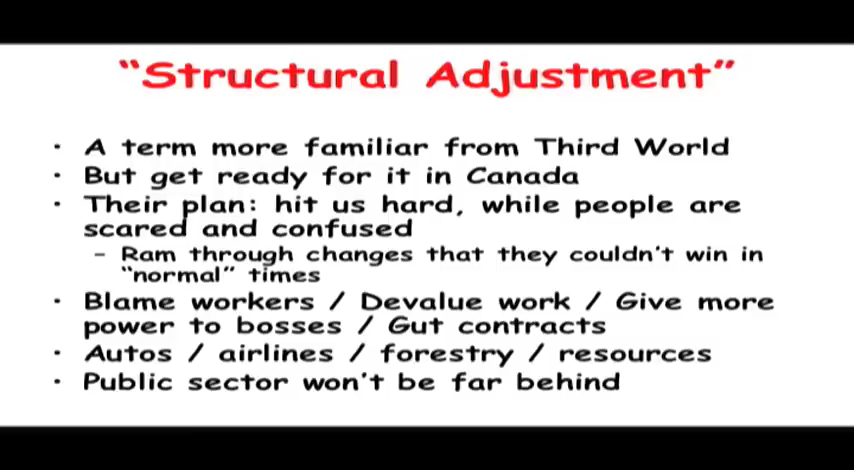 “Structural Adjustment”
· A term more familiar from Third World
· But get ready for it in Canada
· Their plan: hit us hard, while people are
scared and confused
– Ram through changes that they couldn't win in
“normal” times
· Blame workers / Devalue work / Give more
power to bosses / Gut contracts
· Autos / airlines / forestry / resources
· Public sector won't be far behind